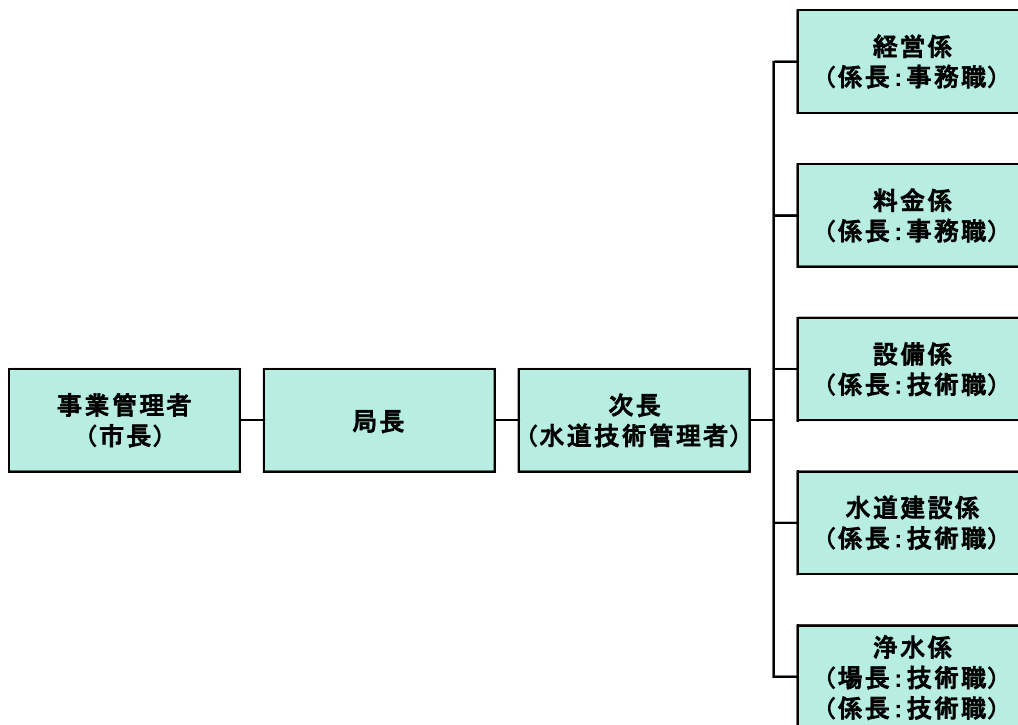 経営係
(係長:事務職)
料金係
(係長:事務職)
設備係
(係長:技術職)
事業管理者
(市長)
局長
次長
(水道技術管理者)
水道建設係
(係長:技術職)
浄水係
(場長:技術職)
(係長:技術職)